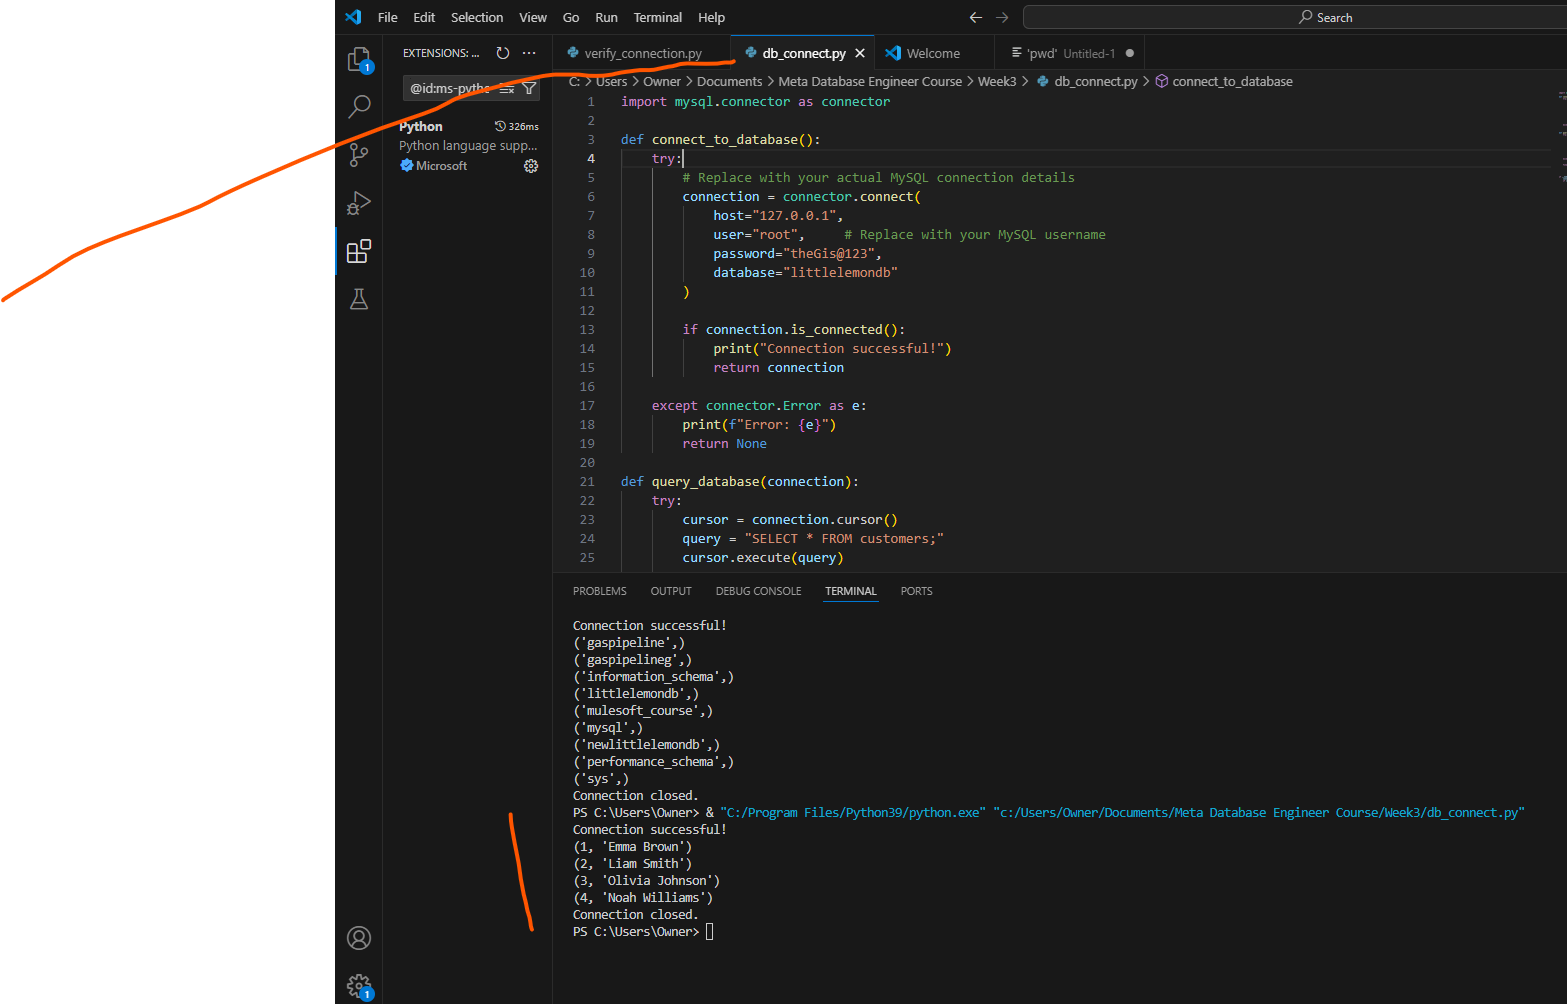 File Edit Selection View Go Run Terminal Help
Search
EXTENSIONS: ...
verify_connection.py
db_connect.py
Welcome
'pwd' Untitled-1
1
@id:ms-pytho
C: > Users > Owner > Documents > Meta Database Engineer Course > Week3 > db_connect.py > connect_to_database
Python 326ms
Python language supp...
Microsoft
1 import mysql.connector as connector
2
3 def connect_to_database():
4 try:
5 # Replace with your actual MySQL connection details
6 connection = connector.connect(
7 host="127.0.0.1",
8 user="root", # Replace with your MySQL username
9 password="theGis@123",
10 database="littlelemondb"
11 )
12
13 if connection.is_connected():
14 print("Connection successful!")
15 return connection
16
17 except connector.Error as e:
18 print(f"Error: {e}")
19 return None
20
21 def query_database(connection):
22 try:
23 cursor = connection.cursor()
24 query = "SELECT * FROM customers;"
25 cursor.execute(query)
PROBLEMS OUTPUT DEBUG CONSOLE TERMINAL PORTS
Connection successful!
('gaspipeline',)
('gaspipelineg',)
('information_schema',)
('littlelemondb',)
('mulesoft_course',)
('mysql',)
('newlittlelemondb',)
('performance_schema',)
('sys',)
Connection closed.
PS C:\Users\Owner> & "C:/Program Files/Python39/python.exe" "c:/Users/Owner/Documents/Meta Database Engineer Course/Week3/db_connect.py"
Connection successful!
(1, 'Emma Brown')
(2, 'Liam Smith')
(3, 'Olivia Johnson')
(4, 'Noah Williams')
Connection closed.
PS C:\Users\Owner>
1